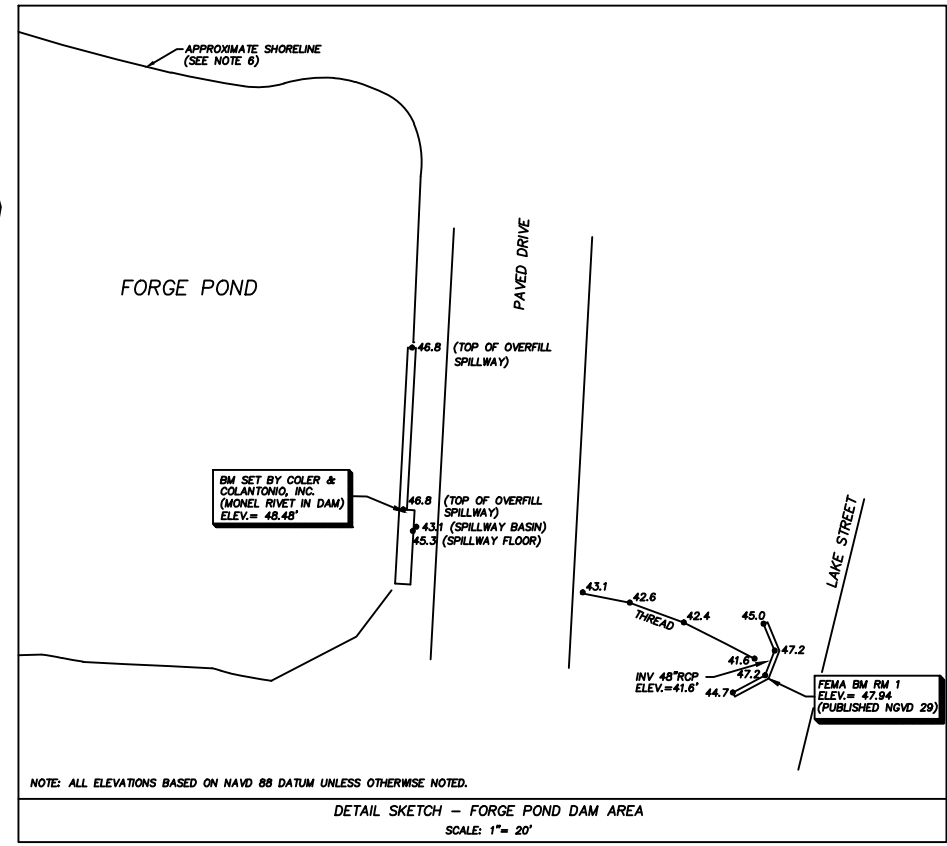 APPROXIMATE SHORELINE
(SEE NOTE 6)
FORGE POND
PAVED DRIVE
46.8 (TOP OF OVERFILL
SPILLWAY)
BM SET BY COLER &
COLANTONIO, INC.
(MONEL RIVET IN DAM)
ELEV.= 48.48'
46.8 (TOP OF OVERFILL
SPILLWAY)
43.1 (SPILLWAY BASIN)
45.3 (SPILLWAY FLOOR)
LAKE STREET
43.1
42.6
THREAD
42.4
45.0
47.2
41.6
INV 48"RCP
ELEV.=41.6'
47.2
44.7
FEMA BM RM 1
ELEV.= 47.94
(PUBLISHED NGVD 29)
NOTE: ALL ELEVATIONS BASED ON NAVD 88 DATUM UNLESS OTHERWISE NOTED.
DETAIL SKETCH – FORGE POND DAM AREA
SCALE: 1"= 20'